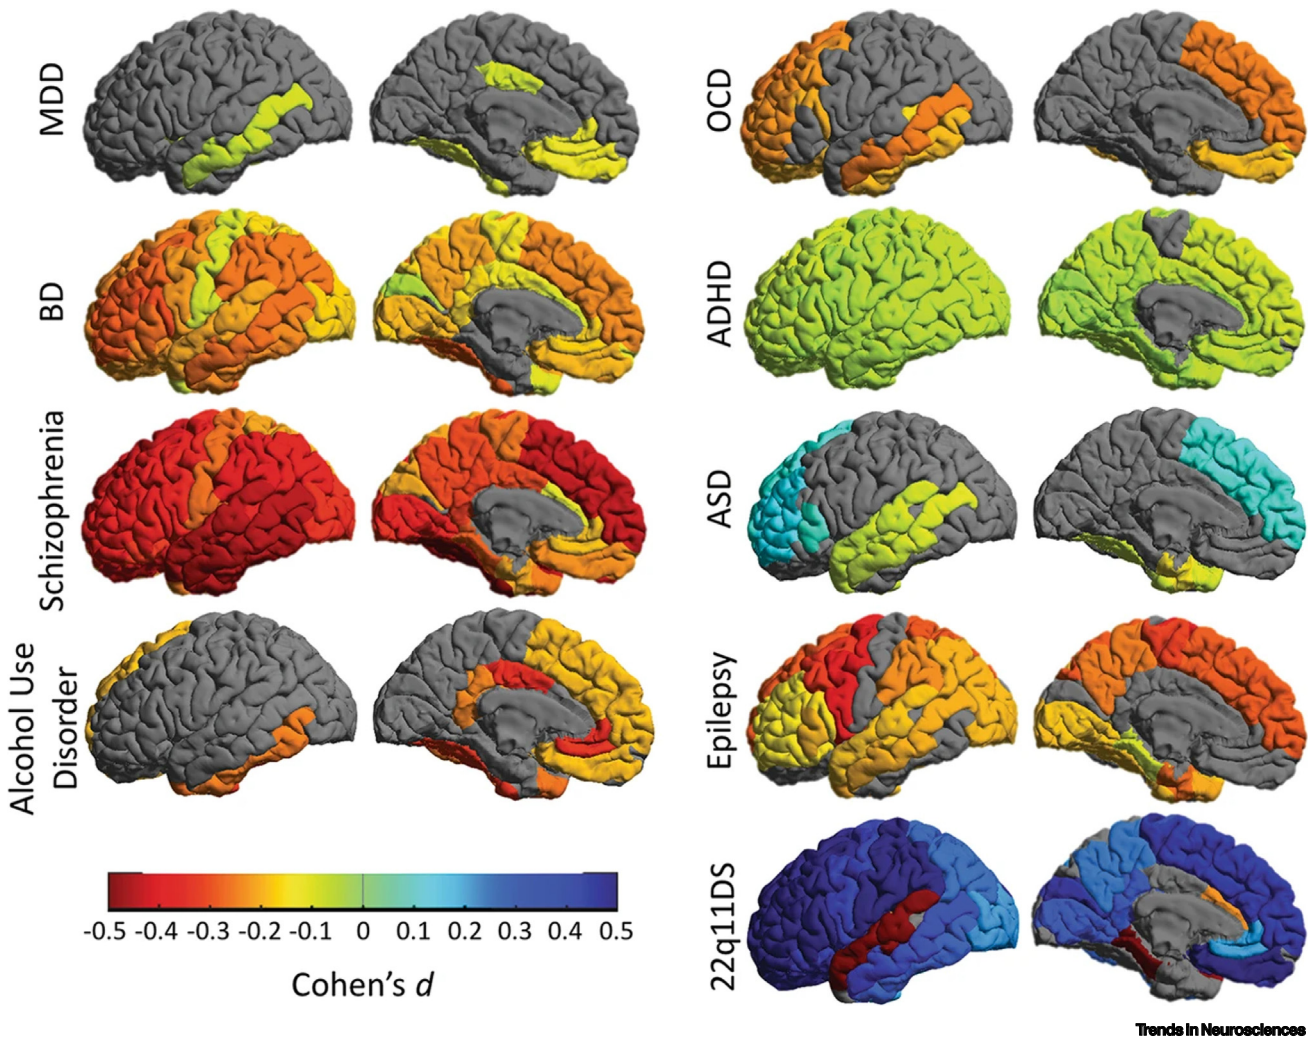 MDD
OCD
BD
ADHD
Schizophrenia
ASD
Alcohol Use
Disorder
Epilepsy
22q11DS
-0.5 -0.4 -0.3 -0.2 -0.1 0 0.1 0.2 0.3 0.4 0.5
Cohen's d
Trends in Neurosciences